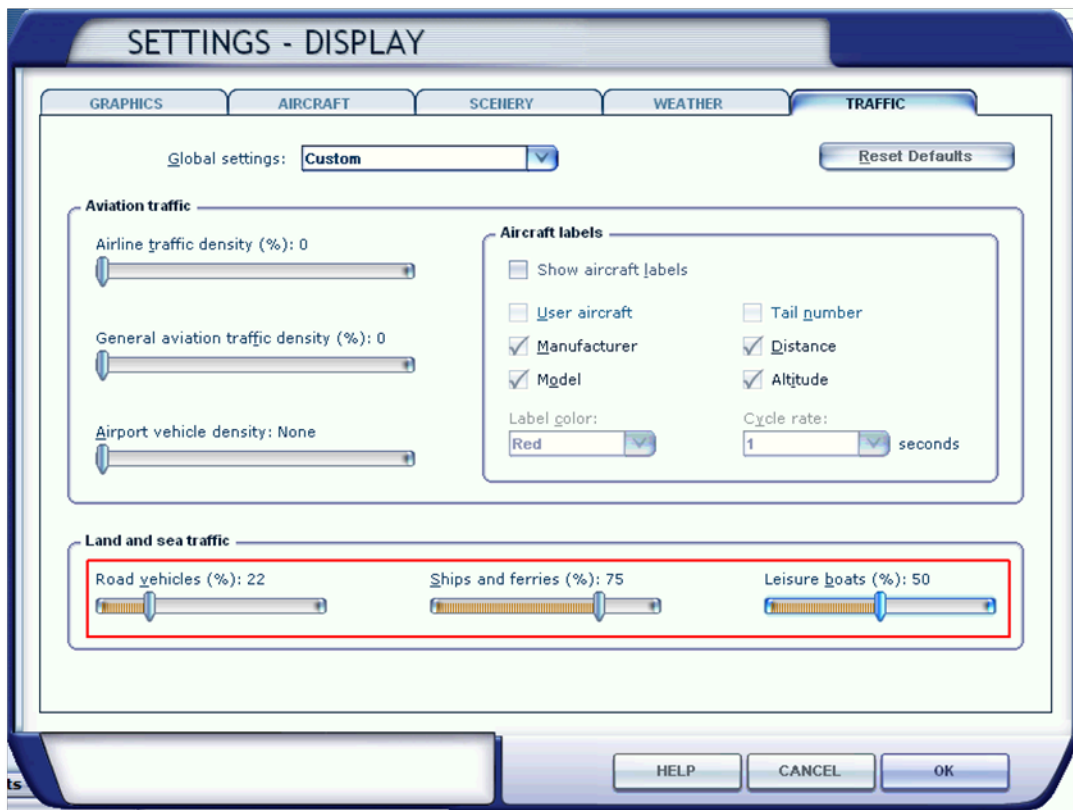 SETTINGS - DISPLAY
GRAPHICS AIRCRAFT SCENERY WEATHER TRAFFIC
Global settings: Custom Reset Defaults
Aviation traffic
Airline traffic density (%): 0
General aviation traffic density (%): 0
Airport vehicle density: None
Aircraft labels
Show aircraft labels
User aircraft Tail number
Manufacturer Distance
Model Altitude
Label color: Cycle rate:
Red 1 seconds
Land and sea traffic
Road vehicles (%): 22 Ships and ferries (%): 75 Leisure boats (%): 50
HELP CANCEL OK
ts